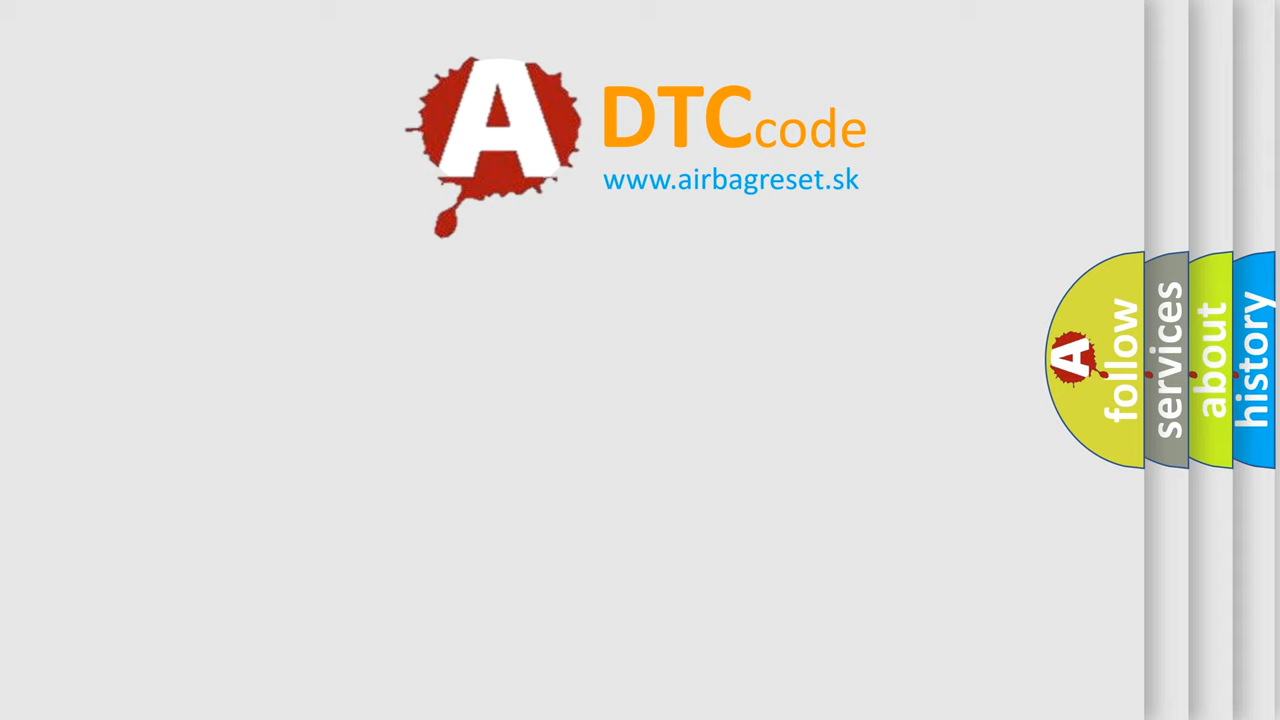 A DTCcode
www.airbagreset.sk
A follow
services
about
history